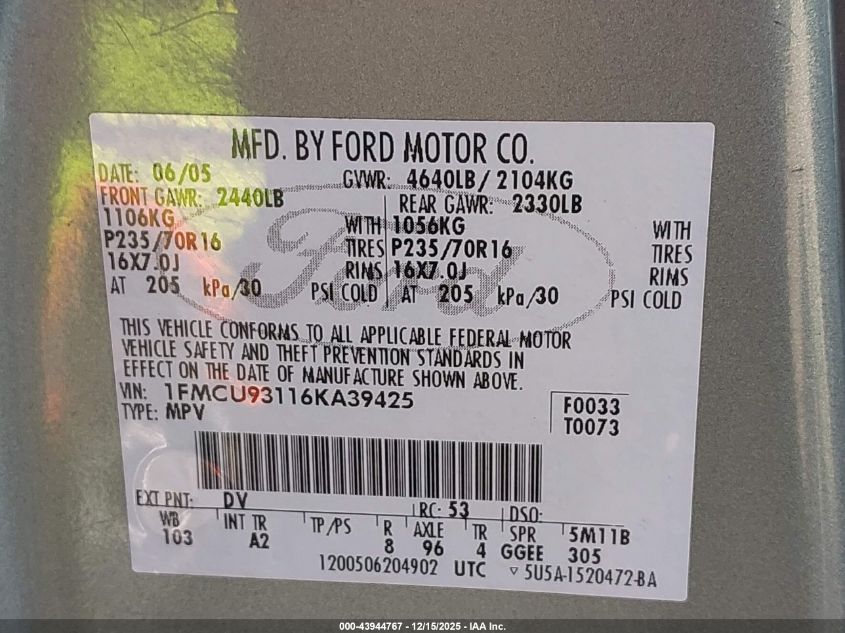 MFD. BY FORD MOTOR CO.
DATE: 06/05 GVWR: 4640LB/ 2104KG
FRONT GAWR: 2440LB REAR GAWR: 2330LB
1106KG WITH 1056KG WITH
P235/70R16 TIRES P235/70R16 TIRES
16X7.0J RIMS 16X7.0J RIMS
AT 205 kPa/30 PSI COLD AT 205 kPa/30 PSI COLD
Ford
THIS VEHICLE CONFORMS TO ALL APPLICABLE FEDERAL MOTOR
VEHICLE SAFETY AND THEFT PREVENTION STANDARDS IN
EFFECT ON THE DATE OF MANUFACTURE SHOWN ABOVE.
VIN: 1FMCU93116KA39425 F0033
TYPE: MPV T0073
EXT PNT: DV RC: 53 DSO:
WB INT TR TP/PS R AXLE TR SPR 5M11B
103 A2 8 96 4 GGEE 305
1200506204902 UTC ▽ 5U5A-1520472-BA
000-43944767 - 12/15/2025 - IAA Inc.